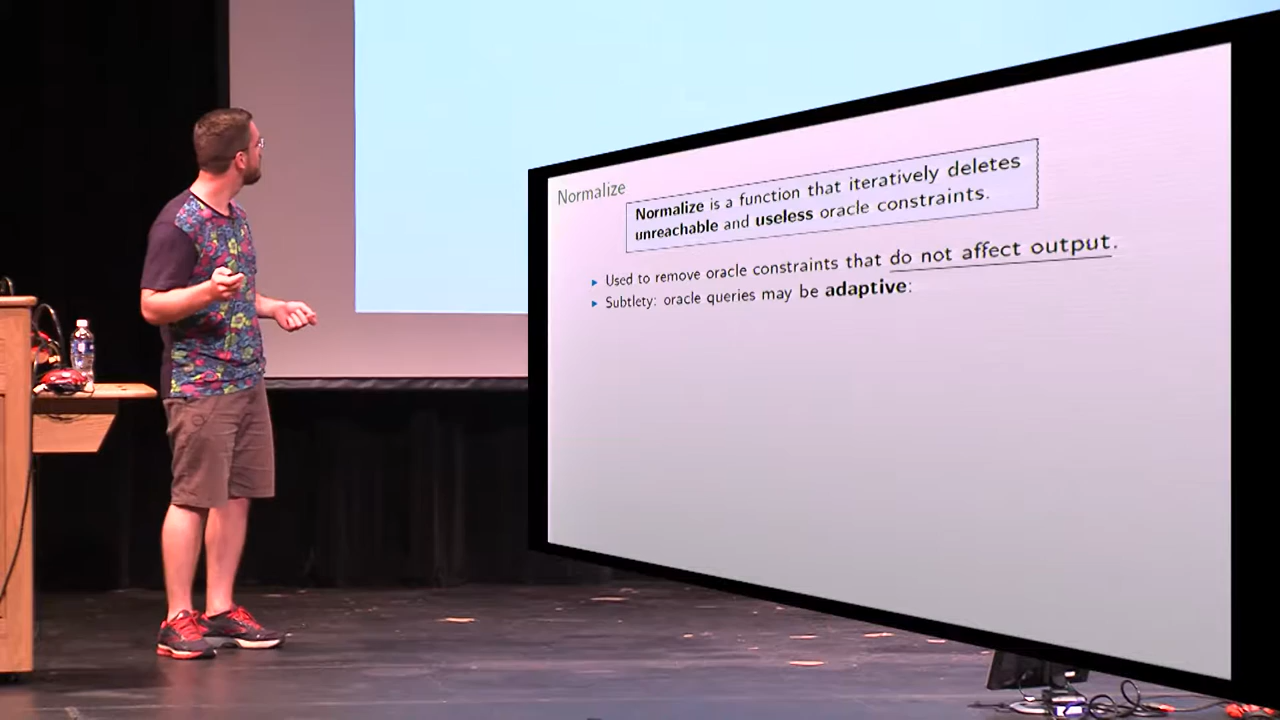 Normalize
Normalize is a function that iteratively deletes
unreachable and useless oracle constraints.
▸ Used to remove oracle constraints that do not affect output.
▸ Subtlety: oracle queries may be adaptive: